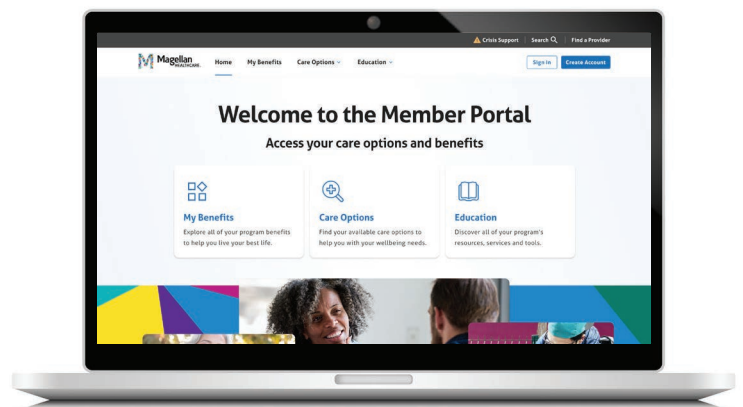 Crisis Support Search Find a Provider
Magellan HEALTHCARE. Home My Benefits Care Options Education Sign In Create Account
Welcome to the Member Portal
Access your care options and benefits
My Benefits
Explore all of your program benefits
to help you live your best life.
Care Options
Find your available care options to
help you with your wellbeing needs.
Education
Discover all of your program's
resources, services and tools.